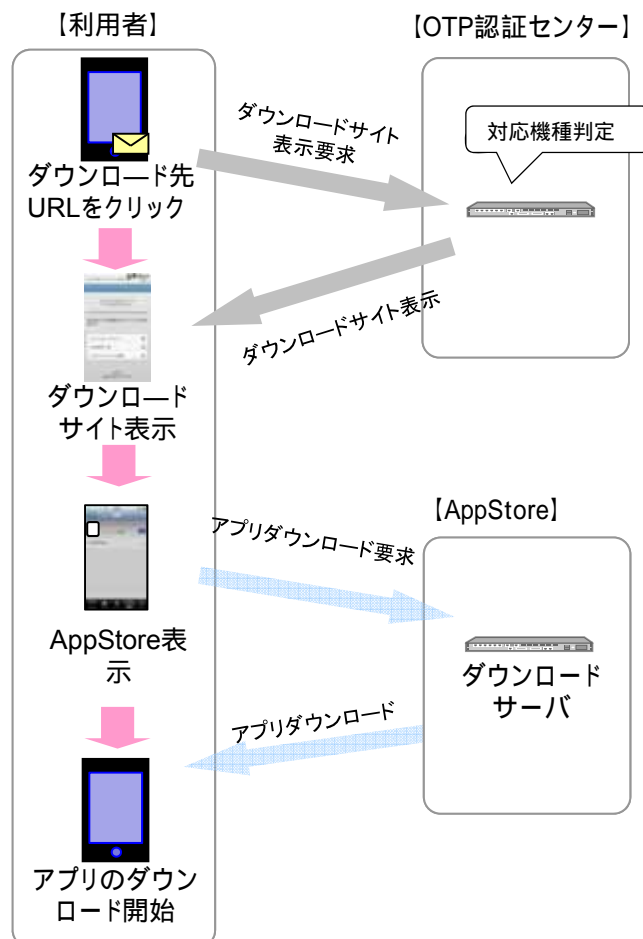 【利用者】
【OTP認証センター】
ダウンロード先
URLをクリック
ダウンロードサイト
表示要求
対応機種判定
ダウンロードサイト表示
ダウンロード
サイト表示
【AppStore】
アプリダウンロード要求
AppStore表
示
ダウンロード
サーバ
アプリダウンロード
アプリのダウン
ロード開始